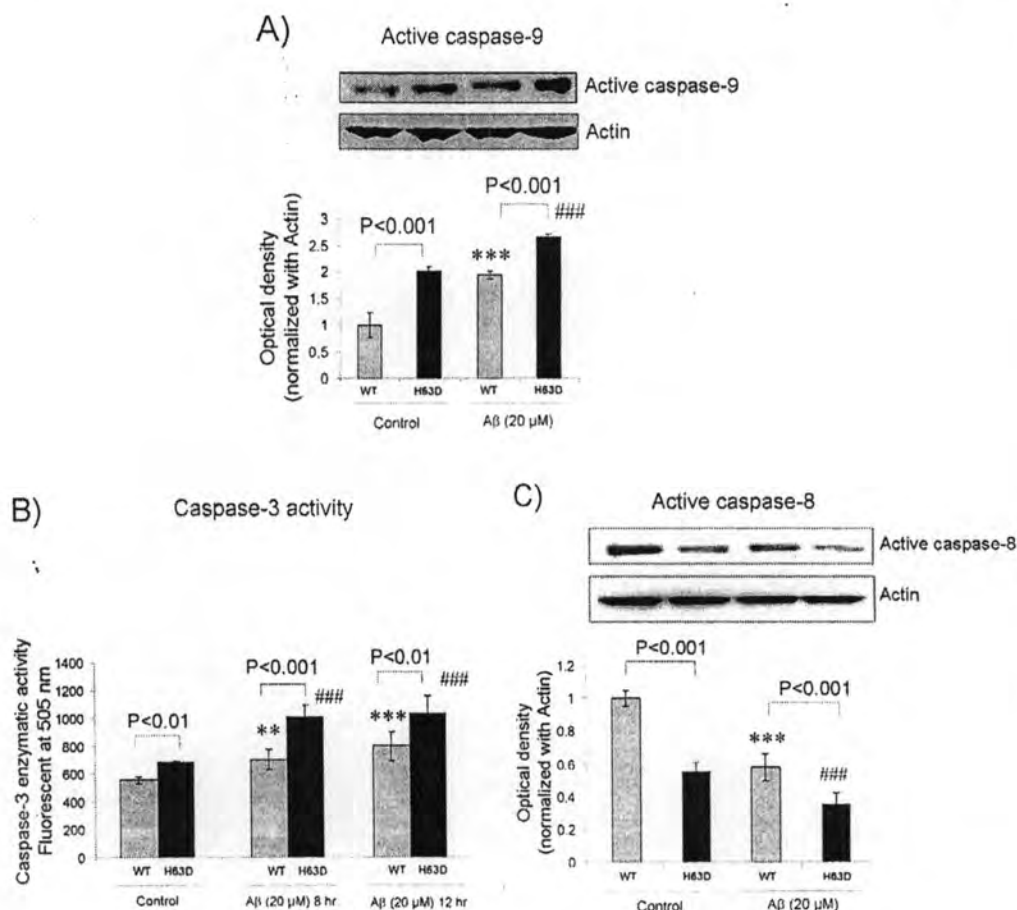 A)
Active caspase-9
Active caspase-9
Actin
P<0.001
P<0.001
###
***
Optical density
(normalized with Actin)
3
2.5
2
1.5
1
0.5
0
WT H63D WT H63D
Control Aβ (20 µM)
B)
Caspase-3 activity
Caspase-3 enzymatic activity
Fluorescent at 505 nm
1400
1200
1000
800
600
400
200
0
P<0.01
P<0.001
###
**
P<0.01
###
***
WT H63D WT H63D WT H63D
Control Aβ (20 µM) 8 hr. Aβ (20 µM) 12 hr
C)
Active caspase-8
Active caspase-8
Actin
P<0.001
P<0.001
***
###
Optical density
(normalized with Actin)
1.2
1
0.8
0.6
0.4
0.2
0
WT H63D WT H63D
Control Aβ (20 µM)